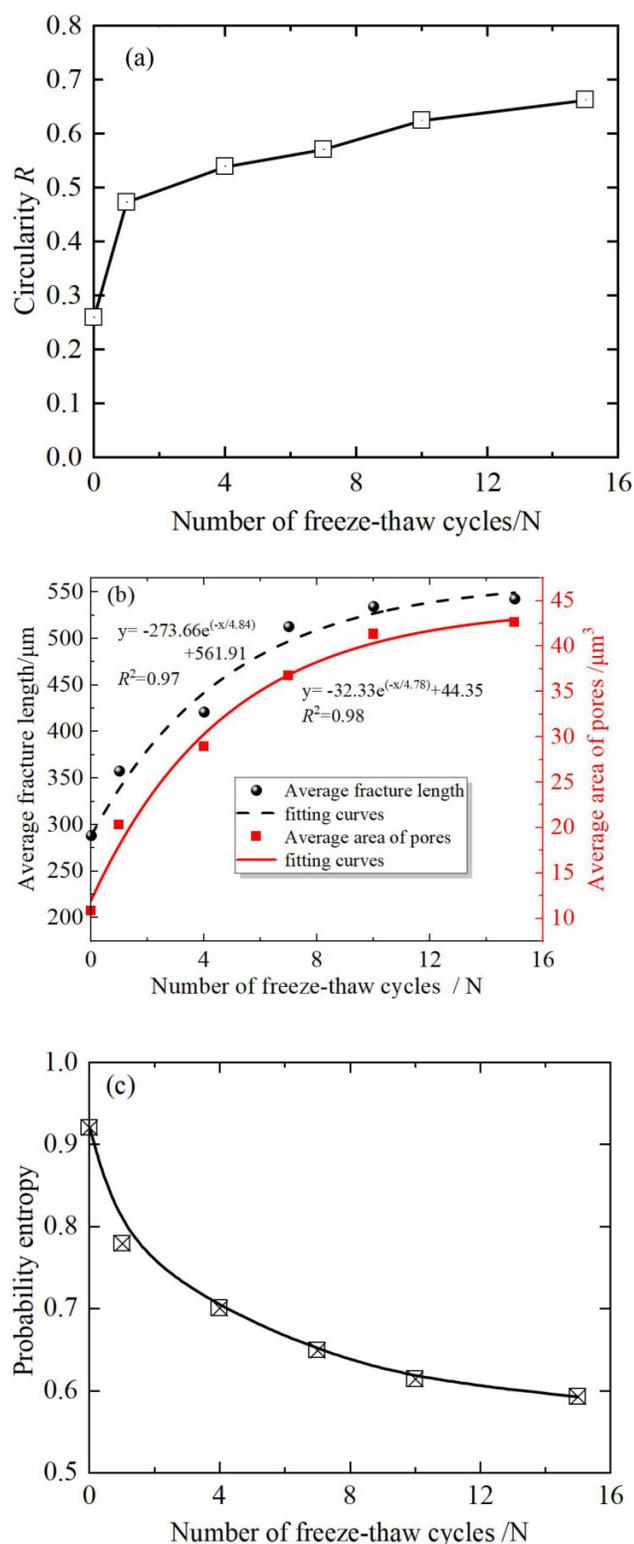 (a)
0.8
0.7
0.6
0.5
0.4
0.3
0.2
0.1
0.0
Circularity R
0 4 8 12 16
Number of freeze-thaw cycles/N
(b)
550
500
450
400
350
300
250
200
Average fracture length/μm
y= -273.66e^(-x/4.84)
+561.91
R²=0.97
y= -32.33e^(-x/4.78)+44.35
R²=0.98
Average fracture length
fitting curves
Average area of pores
fitting curves
45
40
35
30
25
20
15
10
Average area of pores /μm³
0 4 8 12 16
Number of freeze-thaw cycles / N
(c)
1.0
0.9
0.8
0.7
0.6
0.5
Probability entropy
0 4 8 12 16
Number of freeze-thaw cycles /N